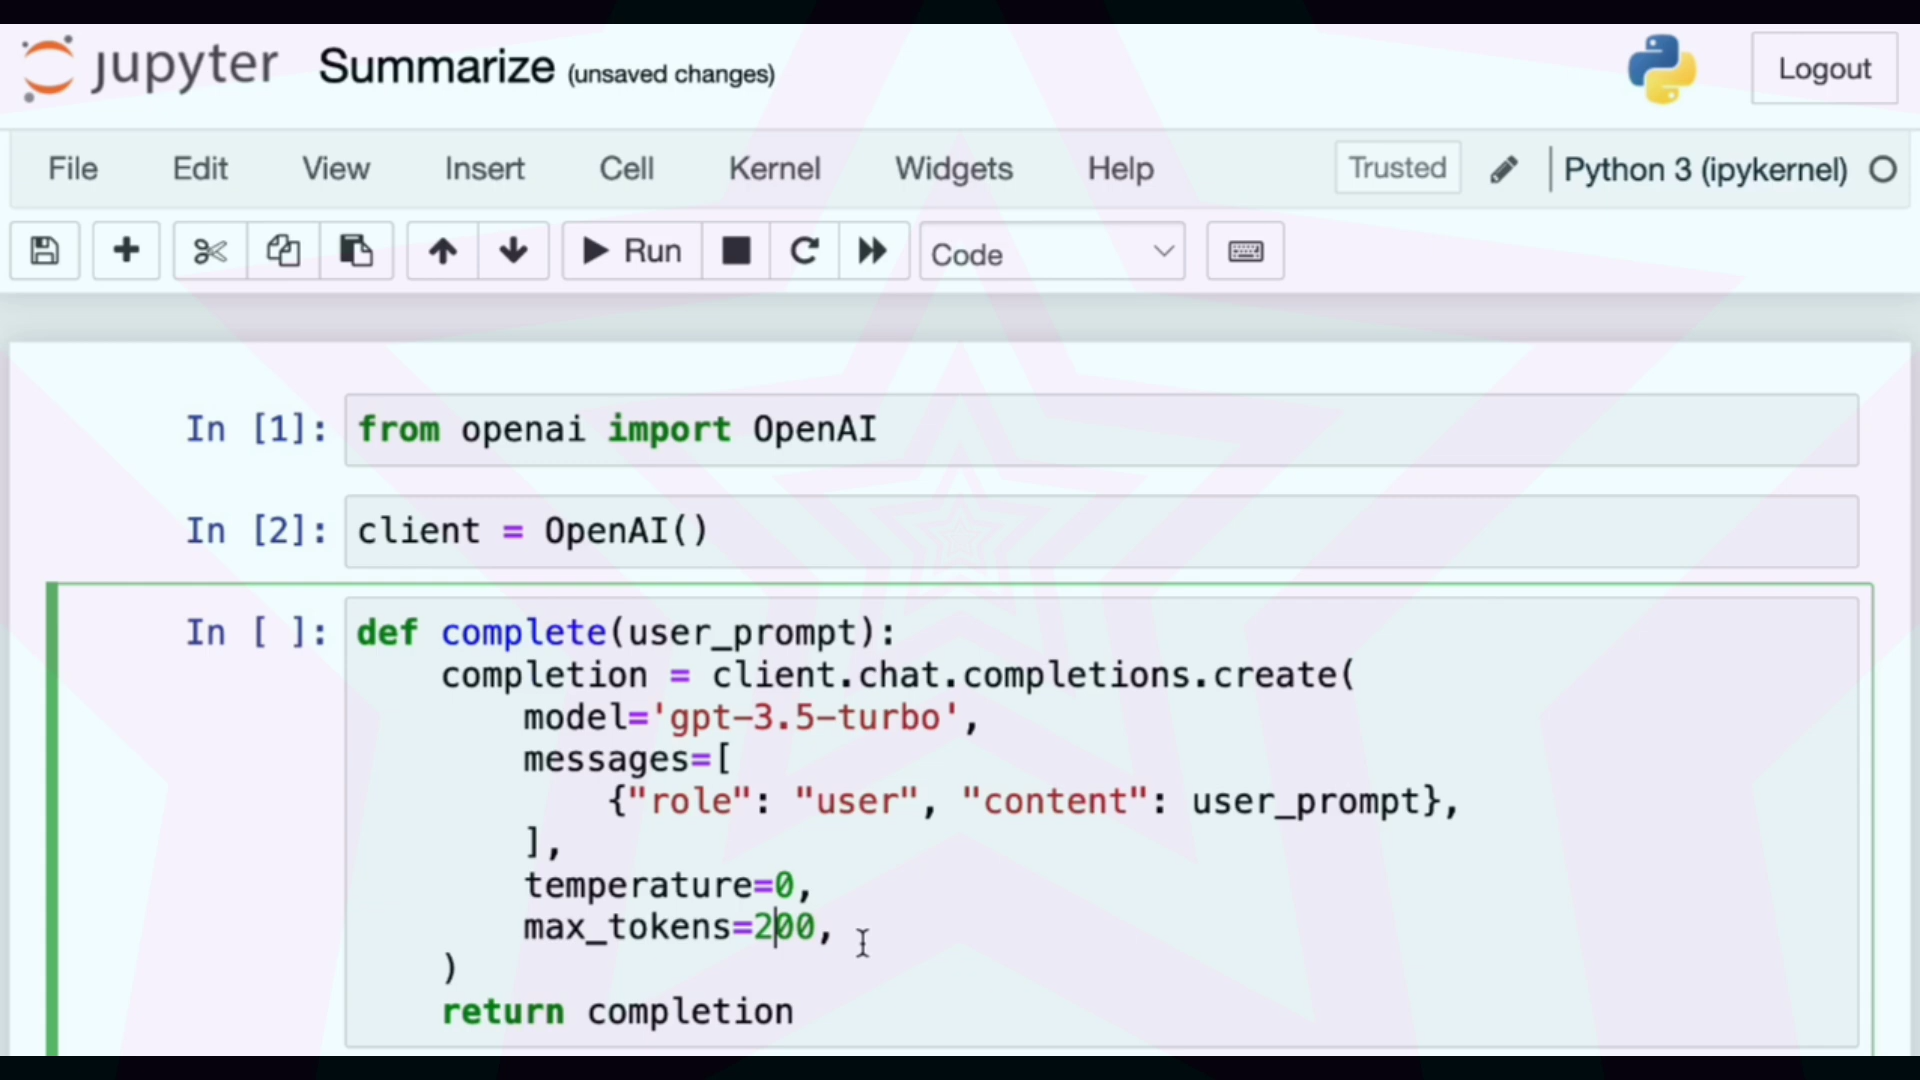 jupyter Summarize (unsaved changes) Logout
File Edit View Insert Cell Kernel Widgets Help Trusted Python 3 (ipykernel)
Run Code
In [1]: from openai import OpenAI
In [2]: client = OpenAI()
In [ ]: def complete(user_prompt):
completion = client.chat.completions.create(
model='gpt-3.5-turbo',
messages=[
{"role": "user", "content": user_prompt},
],
temperature=0,
max_tokens=200,
)
return completion